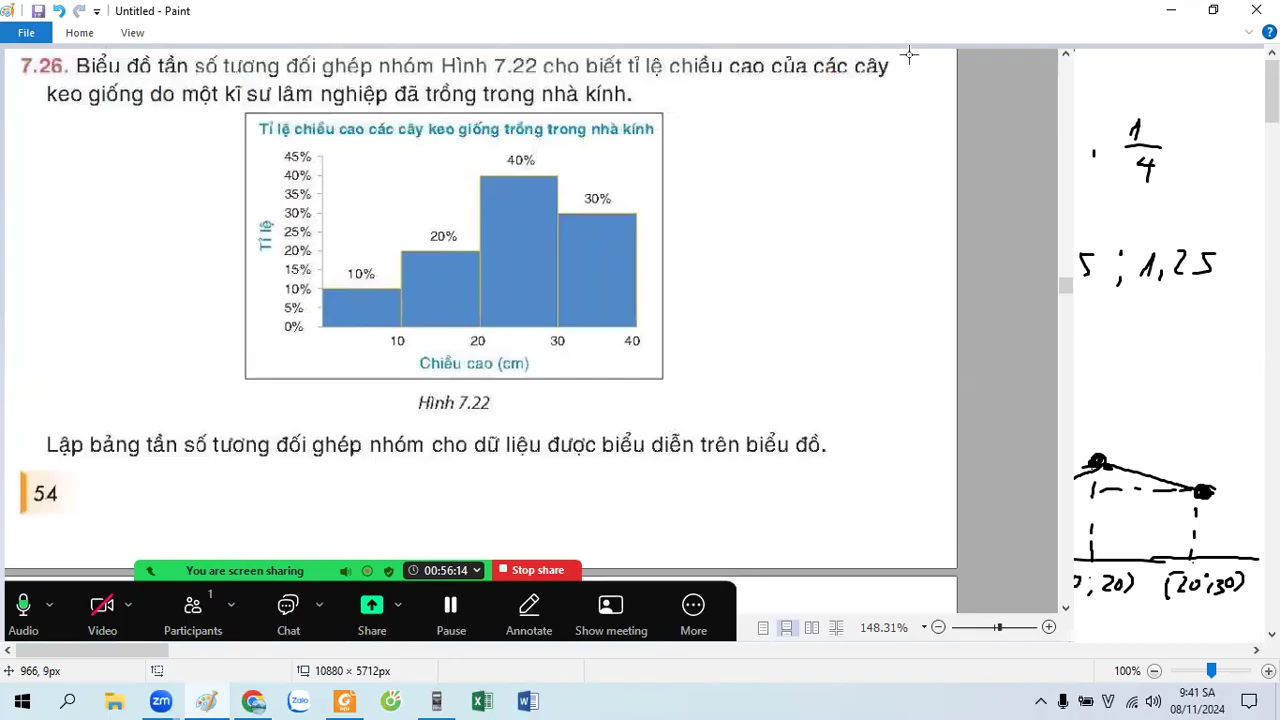 Untitled - Paint
File Home View
7.26. Biểu đồ tần số tương đối ghép nhóm Hình 7.22 cho biết tỉ lệ chiều cao của các cây
keo giống do một kĩ sư lâm nghiệp đã trồng trong nhà kính.
Tỉ lệ chiều cao các cây keo giống trồng trong nhà kính
45%
40%
35%
30%
25%
20%
15%
10%
5%
0%
Tỉ lệ
10%
20%
40%
30%
10 20 30 40
Chiều cao (cm)
Hình 7.22
Lập bảng tần số tương đối ghép nhóm cho dữ liệu được biểu diễn trên biểu đồ.
54
. 1/4
5 ; 1,25
; 20) [20;30)
You are screen sharing 00:56:14 Stop share
1
Audio Video Participants Chat Share Pause Annotate Show meeting More
148.31%
966, 9px 10880 × 5712px 100%
zm Zalo PDF V 9:41 SA
08/11/2024